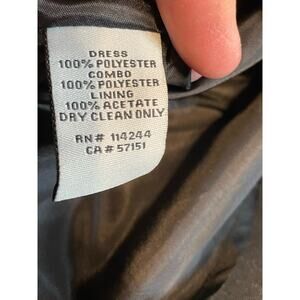 DRESS
100% POLYESTER
COMBO
100% POLYESTER
LINING
100% ACETATE
DRY CLEAN ONLY
RN# 114244
CA# 57151